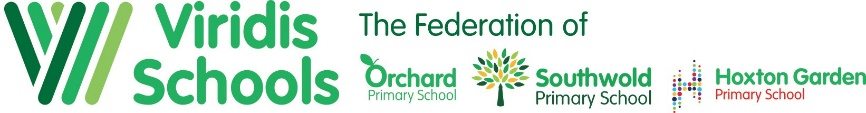 Viridis
Schools
The Federation of
Orchard
Primary School
Southwold
Primary School
Hoxton Garden
Primary School